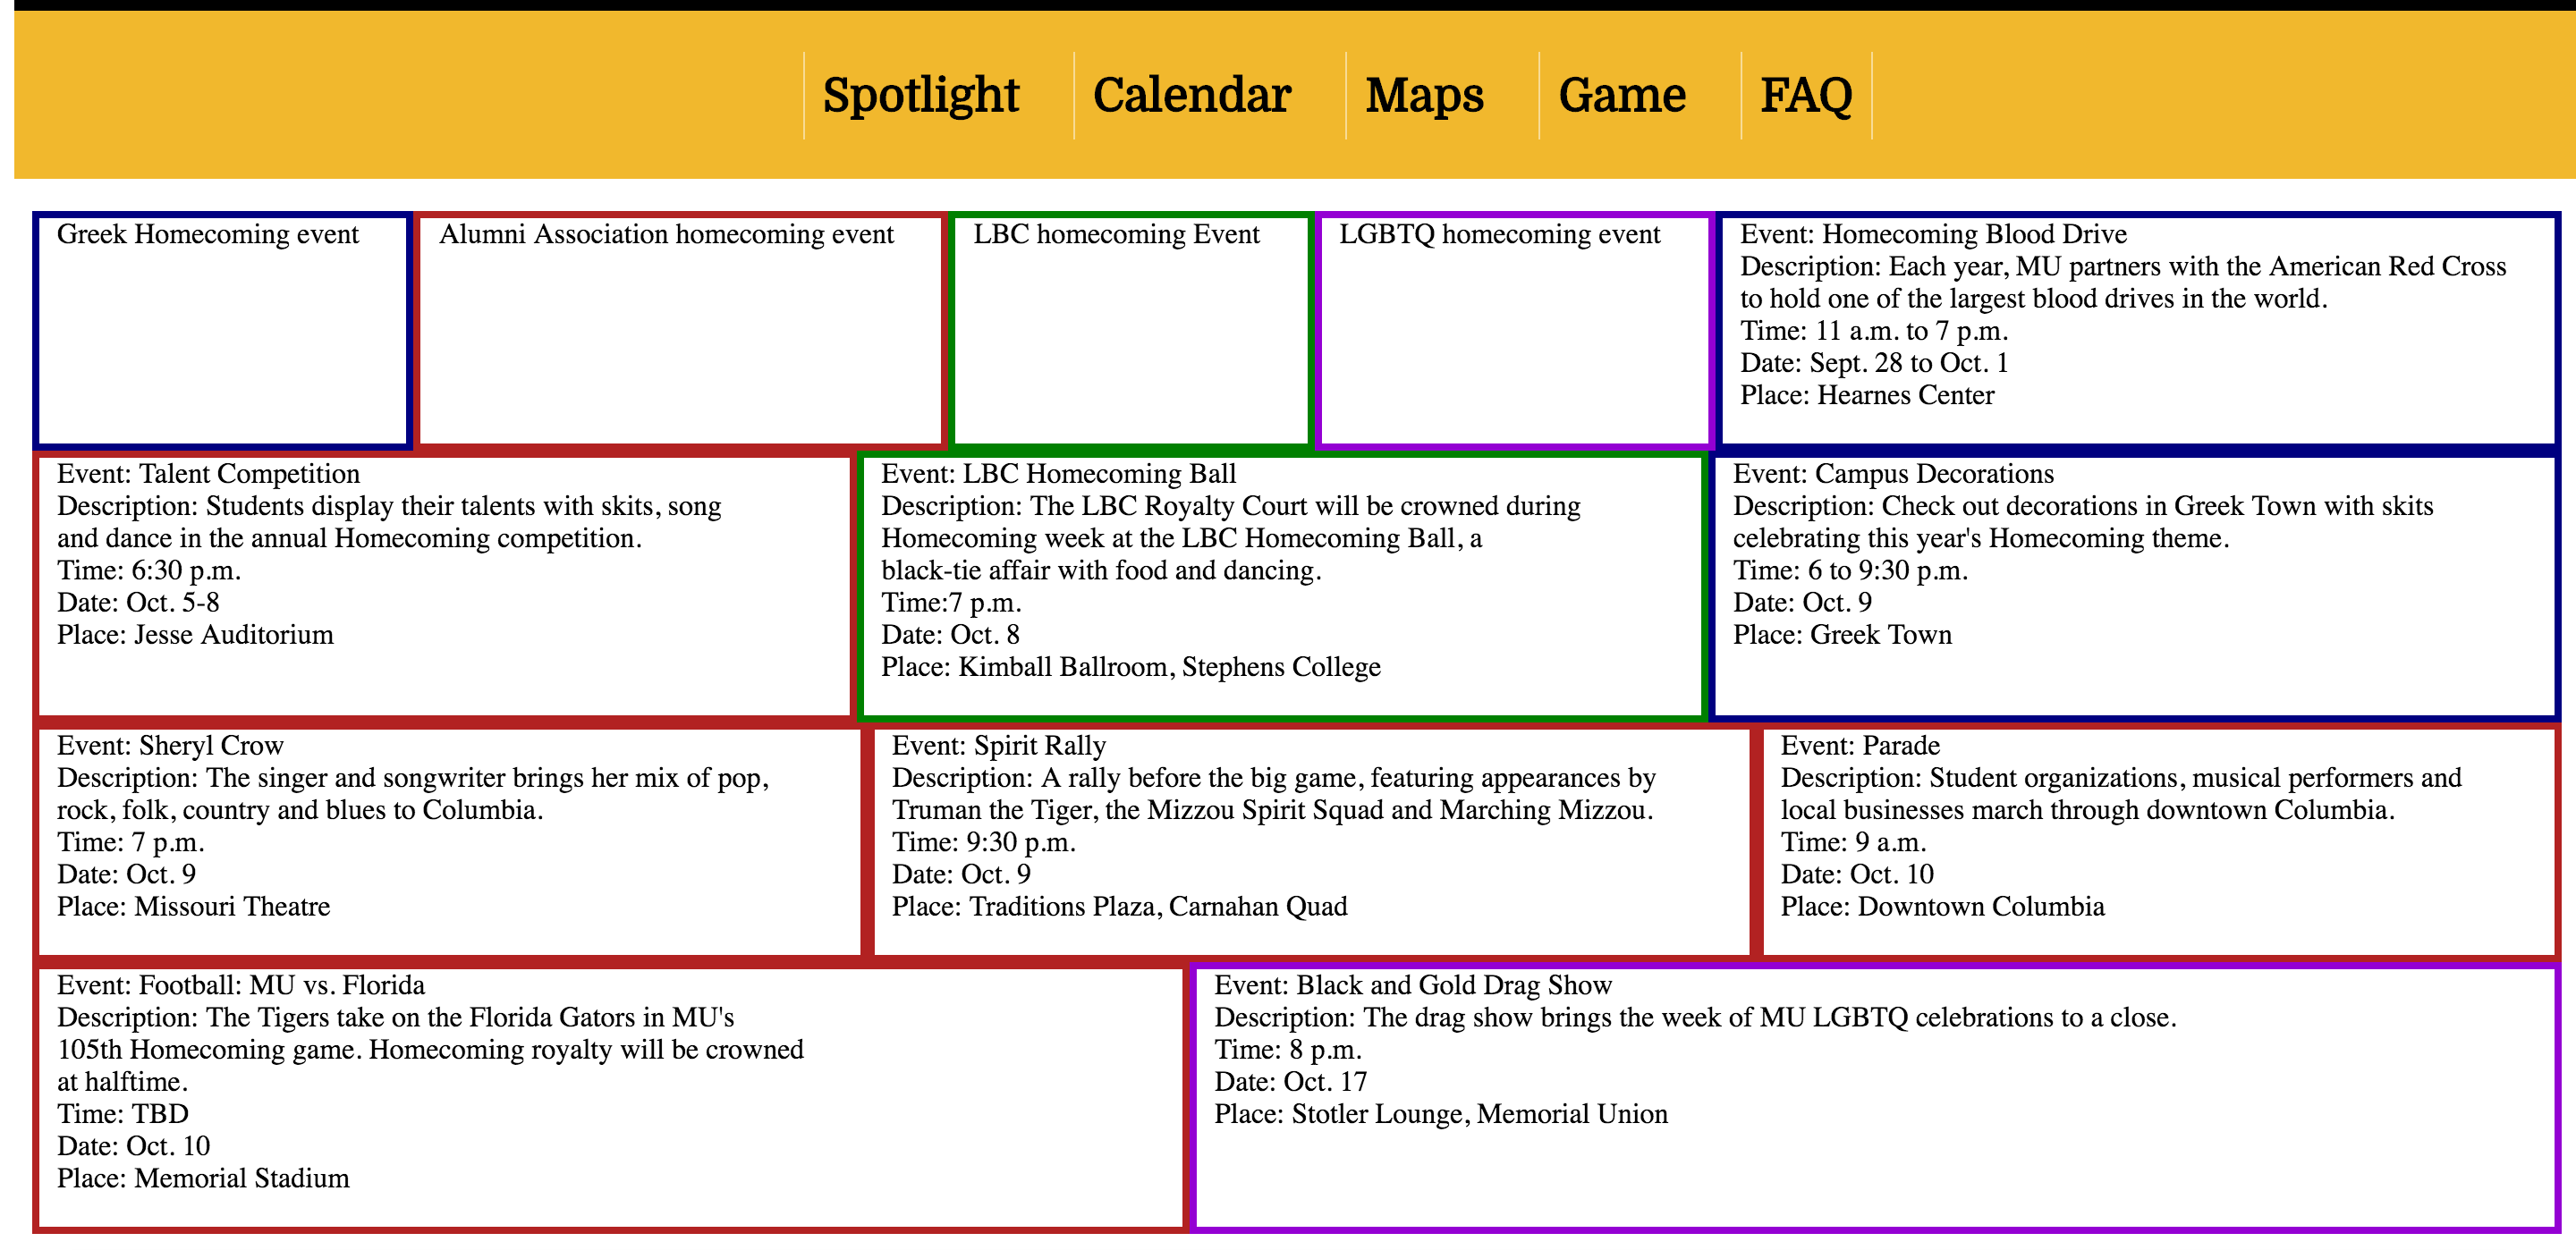 Spotlight
Calendar
Maps
Game
FAQ
Greek Homecoming event
Alumni Association homecoming event
LBC homecoming Event
LGBTQ homecoming event
Event: Homecoming Blood Drive
Description: Each year, MU partners with the American Red Cross
to hold one of the largest blood drives in the world.
Time: 11 a.m. to 7 p.m.
Date: Sept. 28 to Oct. 1
Place: Hearnes Center
Event: Talent Competition
Description: Students display their talents with skits, song
and dance in the annual Homecoming competition.
Time: 6:30 p.m.
Date: Oct. 5-8
Place: Jesse Auditorium
Event: LBC Homecoming Ball
Description: The LBC Royalty Court will be crowned during
Homecoming week at the LBC Homecoming Ball, a
black-tie affair with food and dancing.
Time:7 p.m.
Date: Oct. 8
Place: Kimball Ballroom, Stephens College
Event: Campus Decorations
Description: Check out decorations in Greek Town with skits
celebrating this year's Homecoming theme.
Time: 6 to 9:30 p.m.
Date: Oct. 9
Place: Greek Town
Event: Sheryl Crow
Description: The singer and songwriter brings her mix of pop,
rock, folk, country and blues to Columbia.
Time: 7 p.m.
Date: Oct. 9
Place: Missouri Theatre
Event: Spirit Rally
Description: A rally before the big game, featuring appearances by
Truman the Tiger, the Mizzou Spirit Squad and Marching Mizzou.
Time: 9:30 p.m.
Date: Oct. 9
Place: Traditions Plaza, Carnahan Quad
Event: Parade
Description: Student organizations, musical performers and
local businesses march through downtown Columbia.
Time: 9 a.m.
Date: Oct. 10
Place: Downtown Columbia
Event: Football: MU vs. Florida
Description: The Tigers take on the Florida Gators in MU's
105th Homecoming game. Homecoming royalty will be crowned
at halftime.
Time: TBD
Date: Oct. 10
Place: Memorial Stadium
Event: Black and Gold Drag Show
Description: The drag show brings the week of MU LGBTQ celebrations to a close.
Time: 8 p.m.
Date: Oct. 17
Place: Stotler Lounge, Memorial Union